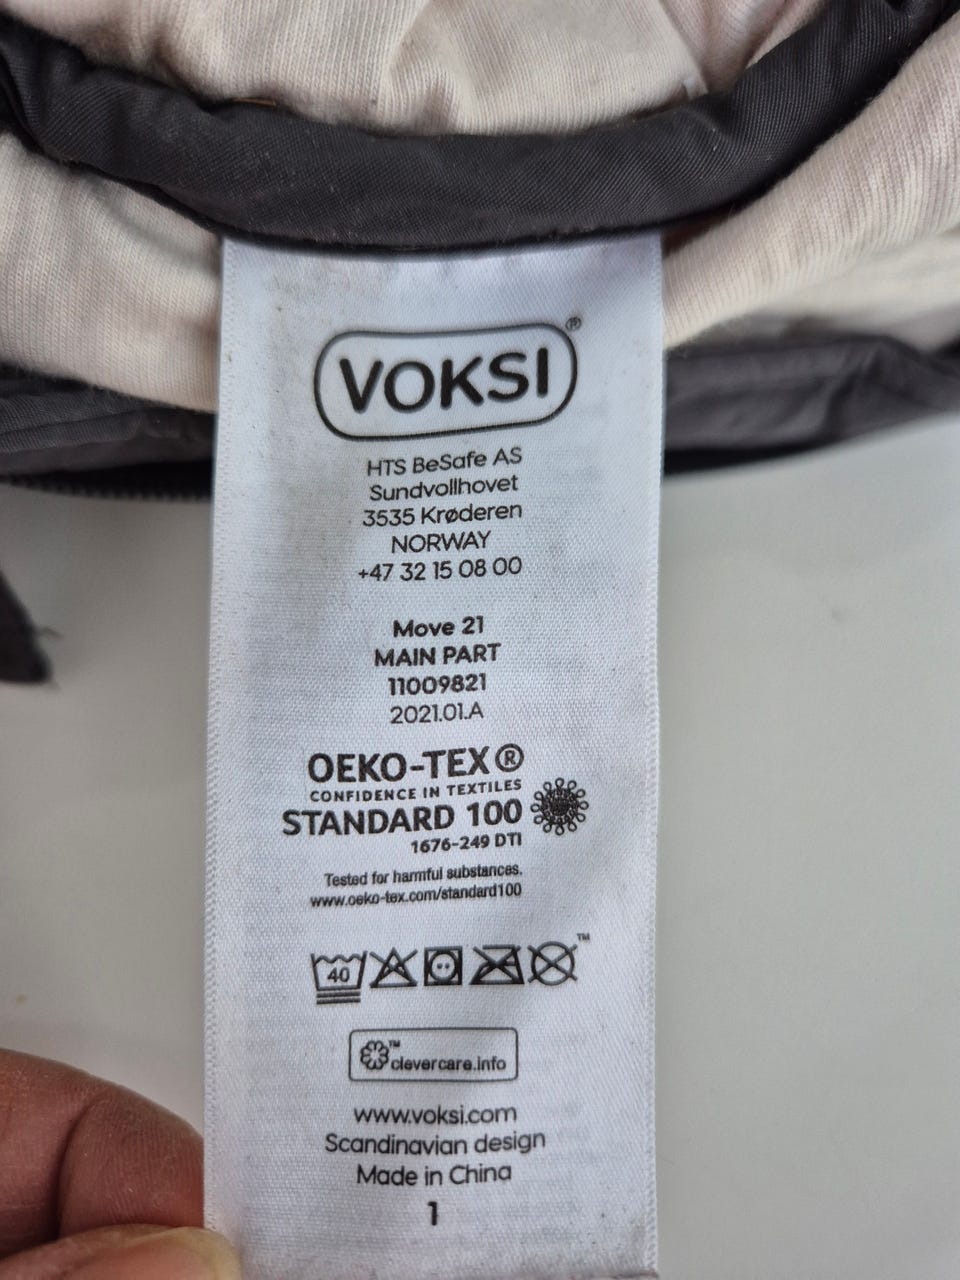 VOKSI®
HTS BeSafe AS
Sundvollhovet
3535 Krøderen
NORWAY
+47 32 15 08 00
Move 21
MAIN PART
11009821
2021.01.A
OEKO-TEX®
CONFIDENCE IN TEXTILES
STANDARD 100
1676-249 DTI
Tested for harmful substances.
www.oeko-tex.com/standard100
40 ™
™ clevercare.info
www.voksi.com
Scandinavian design
Made in China
1